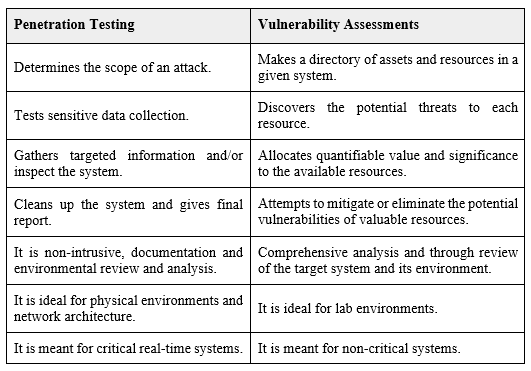 Penetration Testing
Vulnerability Assessments
Determines the scope of an attack.
Makes a directory of assets and resources in a
given system.
Tests sensitive data collection.
Discovers the potential threats to each
resource.
Gathers targeted information and/or
inspect the system.
Allocates quantifiable value and significance
to the available resources.
Cleans up the system and gives final
report.
Attempts to mitigate or eliminate the potential
vulnerabilities of valuable resources.
It is non-intrusive, documentation and
environmental review and analysis.
Comprehensive analysis and through review
of the target system and its environment.
It is ideal for physical environments and
network architecture.
It is ideal for lab environments.
It is meant for critical real-time systems.
It is meant for non-critical systems.